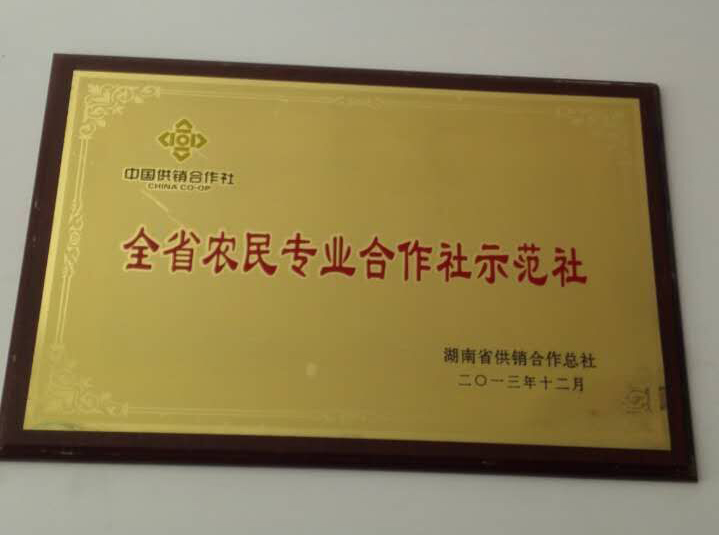 中国供销合作社
CHINA CO-OP
全省农民专业合作社示范社
湖南省供销合作总社
二〇一三年十二月